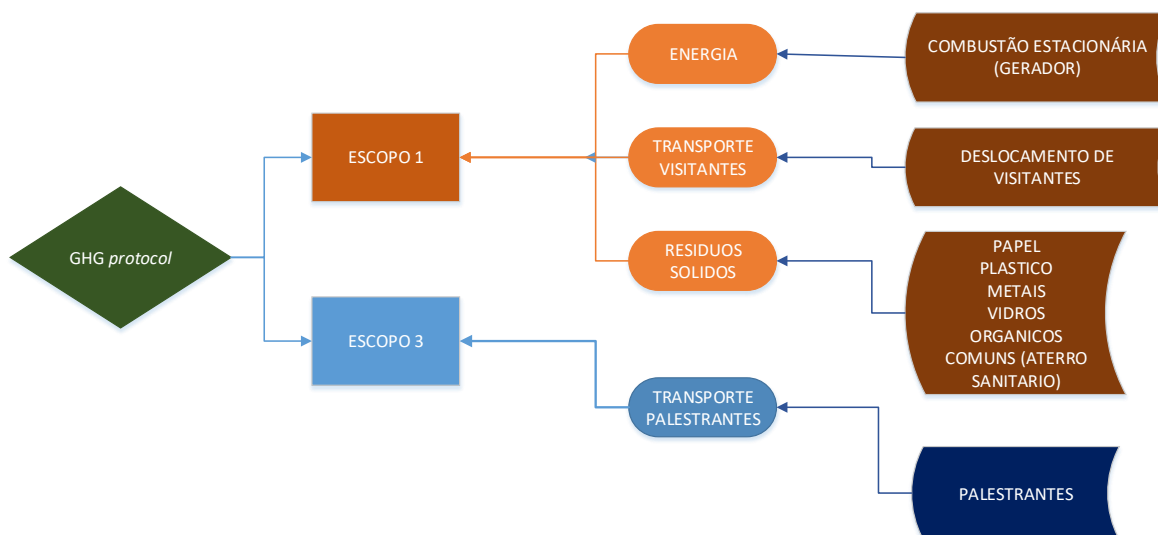 GHG protocol
ESCOPO 1
ESCOPO 3
ENERGIA
TRANSPORTE
VISITANTES
RESIDUOS
SOLIDOS
TRANSPORTE
PALESTRANTES
COMBUSTÃO ESTACIONÁRIA
(GERADOR)
DESLOCAMENTO DE
VISITANTES
PAPEL
PLASTICO
METAIS
VIDROS
ORGANICOS
COMUNS (ATERRO
SANITARIO)
PALESTRANTES